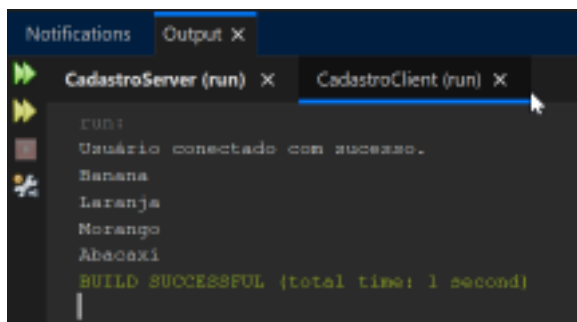 Notifications Output ×
CadastroServer (run) × CadastroClient (run) ×
run:
Usuário conectado com sucesso.
Banana
Laranja
Morango
Abacaxi
BUILD SUCCESSFUL (total time: 1 second)